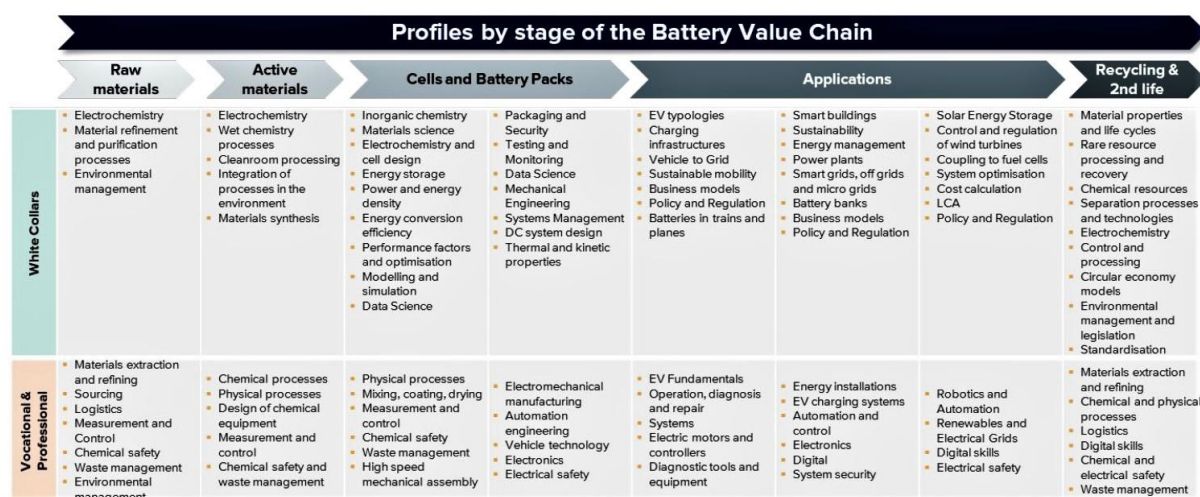 Profiles by stage of the Battery Value Chain
Raw
materials
Active
materials
Cells and Battery Packs
Applications
Recycling &
2nd life
White Collars
Electrochemistry
Material refinement
and purification
processes
Environmental
management
Electrochemistry
Wet chemistry
processes
Cleanroom processing
Integration of
processes in the
environment
Materials synthesis
Inorganic chemistry
Materials science
Electrochemistry and
cell design
Energy storage
Power and energy
density
Energy conversion
efficiency
Performance factors
and optimisation
Modelling and
simulation
Data Science
Packaging and
Security
Testing and
Monitoring
Data Science
Mechanical
Engineering
Systems Management
DC system design
Thermal and kinetic
properties
EV typologies
Charging
infrastructures
Vehicle to Grid
Sustainable mobility
Business models
Policy and Regulation
Batteries in trains and
planes
Smart buildings
Sustainability
Energy management
Power plants
Smart grids, off grids
and micro grids
Battery banks
Business models
Policy and Regulation
Solar Energy Storage
Control and regulation
of wind turbines
Coupling to fuel cells
System optimisation
Cost calculation
LCA
Policy and Regulation
Material properties
and life cycles
Rare resource
processing and
recovery
Chemical resources
Separation processes
and technologies
Electrochemistry
Control and
processing
Circular economy
models
Environmental
management and
legislation
Standardisation
Vocational &
Professional
Materials extraction
and refining
Sourcing
Logistics
Measurement and
Control
Chemical safety
Waste management
Environmental
management
Chemical processes
Physical processes
Design of chemical
equipment
Measurement and
control
Chemical safety and
waste management
Physical processes
Mixing, coating, drying
Measurement and
control
Chemical safety
Waste management
High speed
mechanical assembly
Electromechanical
manufacturing
Automation
engineering
Vehicle technology
Electronics
Electrical safety
EV Fundamentals
Operation, diagnosis
and repair
Systems
Electric motors and
controllers
Diagnostic tools and
equipment
Energy installations
EV charging systems
Automation and
control
Electronics
Digital
System security
Robotics and
Automation
Renewables and
Electrical Grids
Digital skills
Electrical safety
Materials extraction
and refining
Chemical and physical
processes
Logistics
Digital skills
Chemical and
electrical safety
Waste management